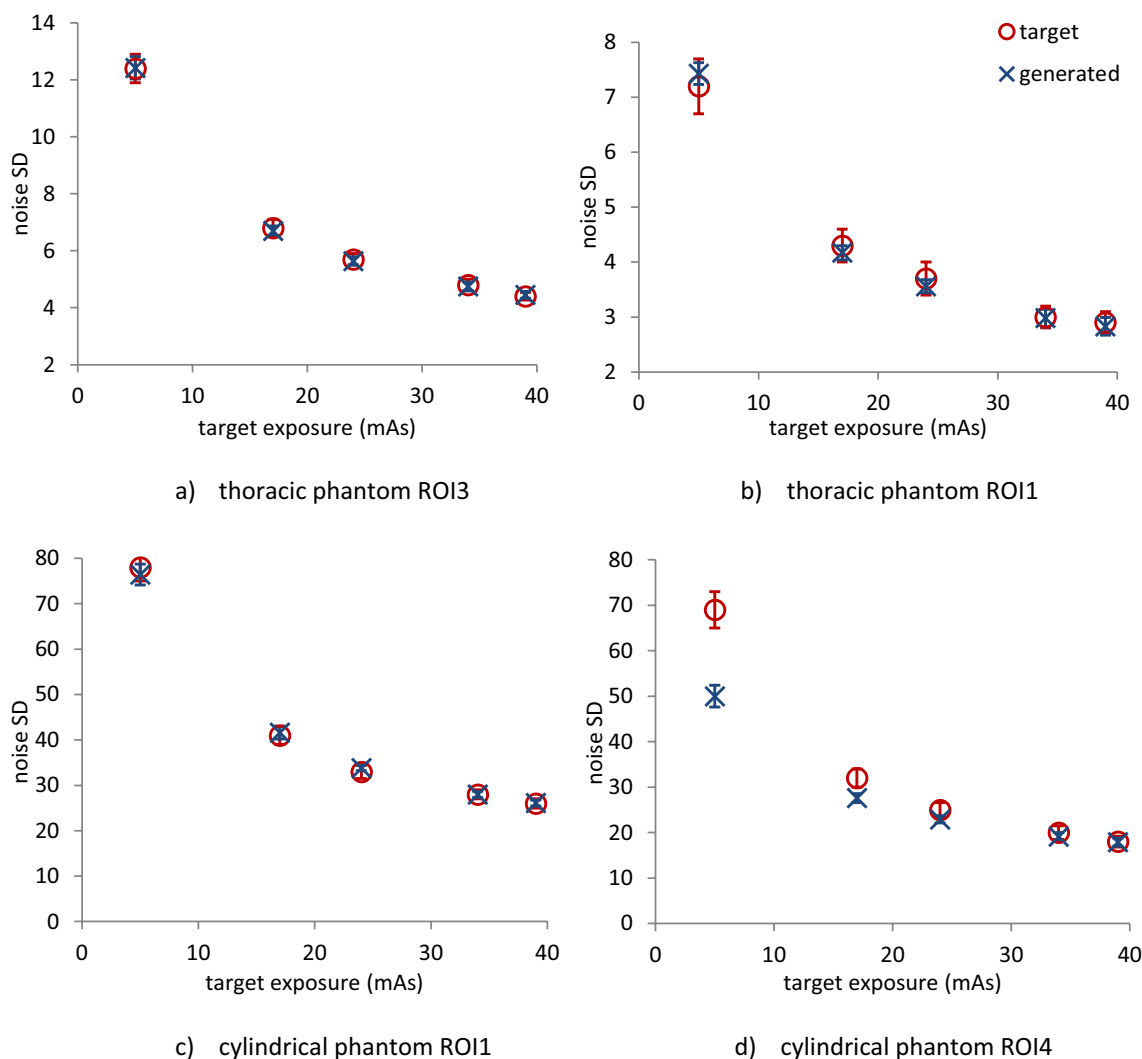 14
12
10
8
6
4
2
0 10 20 30 40
noise SD
target exposure (mAs)
a) thoracic phantom ROI3
8
7
6
5
4
3
2
0 10 20 30 40
noise SD
target exposure (mAs)
target
generated
b) thoracic phantom ROI1
80
70
60
50
40
30
20
10
0
0 10 20 30 40
noise SD
target exposure (mAs)
c) cylindrical phantom ROI1
80
70
60
50
40
30
20
10
0
0 10 20 30 40
noise SD
target exposure (mAs)
d) cylindrical phantom ROI4